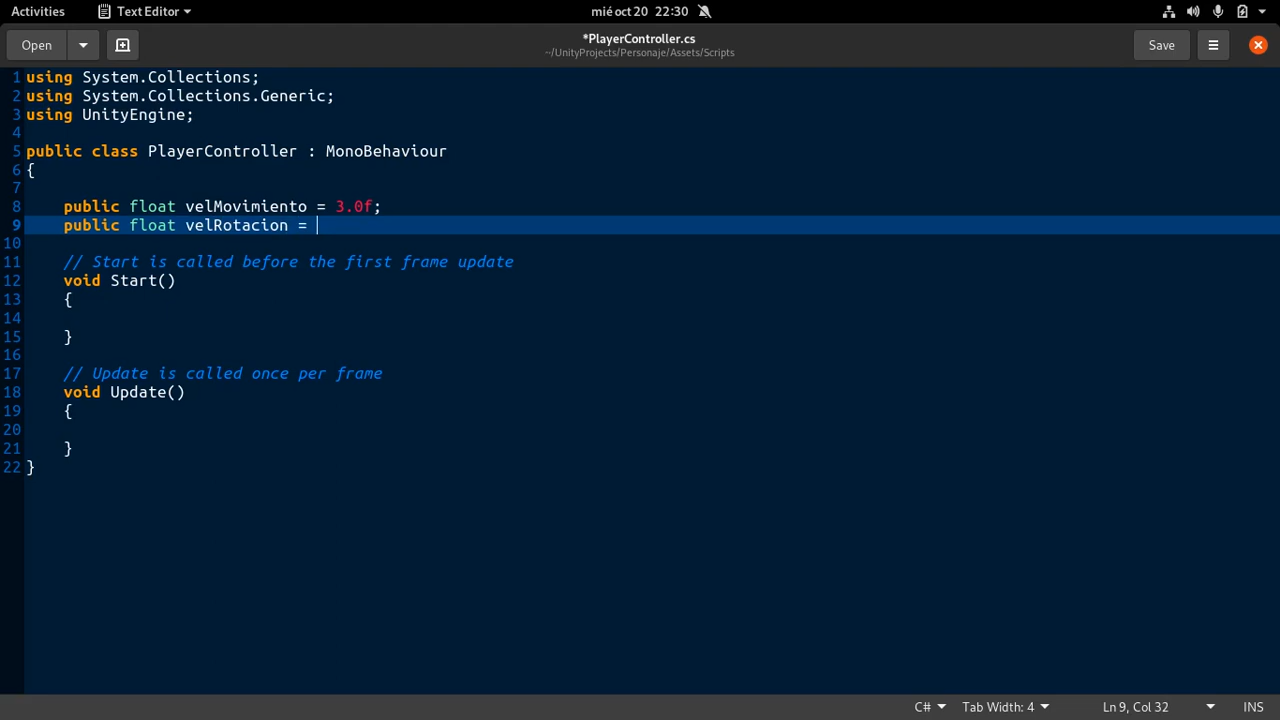 Activities
Text Editor
mié oct 20 22:30
Open
*PlayerController.cs
~/UnityProjects/Personaje/Assets/Scripts
Save
1 using System.Collections;
2 using System.Collections.Generic;
3 using UnityEngine;
4
5 public class PlayerController : MonoBehaviour
6 {
7
8     public float velMovimiento = 3.0f;
9     public float velRotacion =
10
11     // Start is called before the first frame update
12     void Start()
13     {
14
15     }
16
17     // Update is called once per frame
18     void Update()
19     {
20
21     }
22 }
C#
Tab Width: 4
Ln 9, Col 32
INS